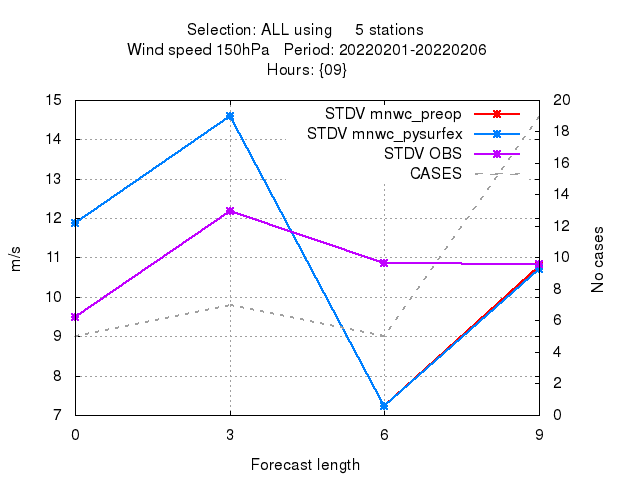 Selection: ALL using     5 stations
Wind speed 150hPa   Period: 20220201-20220206
Hours: {09}
STDV mnwc_preop
STDV mnwc_pysurfex
STDV OBS
CASES
15
14
13
12
11
10
9
8
7
m/s
20
18
16
14
12
10
8
6
4
2
0
No cases
0 3 6 9
Forecast length